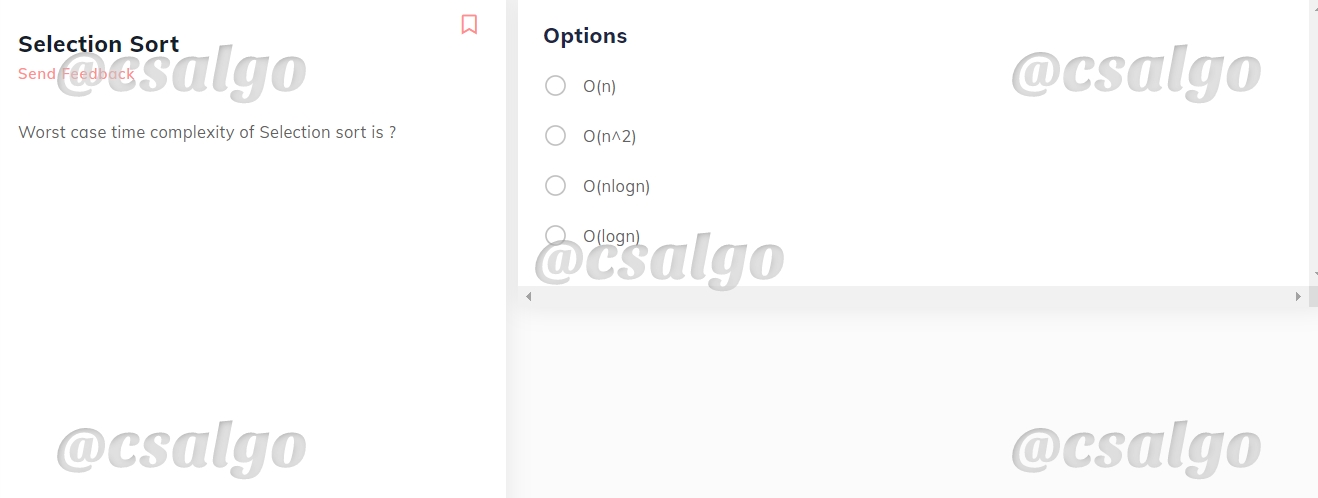 Selection Sort
Send Feedback
@csalgo
Worst case time complexity of Selection sort is ?
@csalgo
Options
@csalgo
O(n)
O(n^2)
O(nlogn)
O(logn)
@csalgo
@csalgo